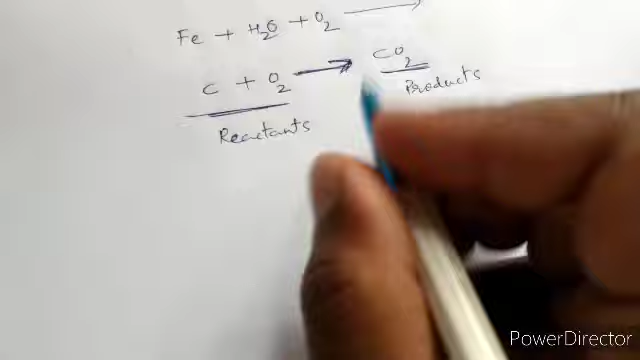 Fe + H₂O + O₂ →
C + O₂ → CO₂
Reactants Products
PowerDirector